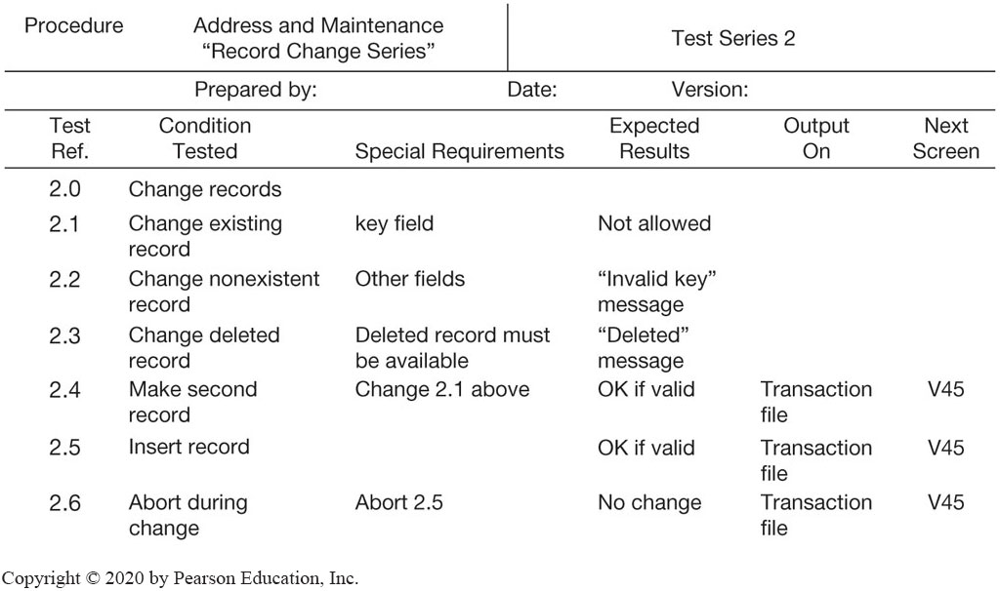 Procedure Address and Maintenance Test Series 2
“Record Change Series”
Prepared by: Date: Version:
Test Condition Expected Output Next
Ref. Tested Special Requirements Results On Screen
2.0 Change records
2.1 Change existing key field Not allowed
record
2.2 Change nonexistent Other fields “Invalid key”
record message
2.3 Change deleted Deleted record must “Deleted”
record be available message
2.4 Make second Change 2.1 above OK if valid Transaction V45
record file
2.5 Insert record OK if valid Transaction V45
file
2.6 Abort during Abort 2.5 No change Transaction V45
change file
Copyright © 2020 by Pearson Education, Inc.